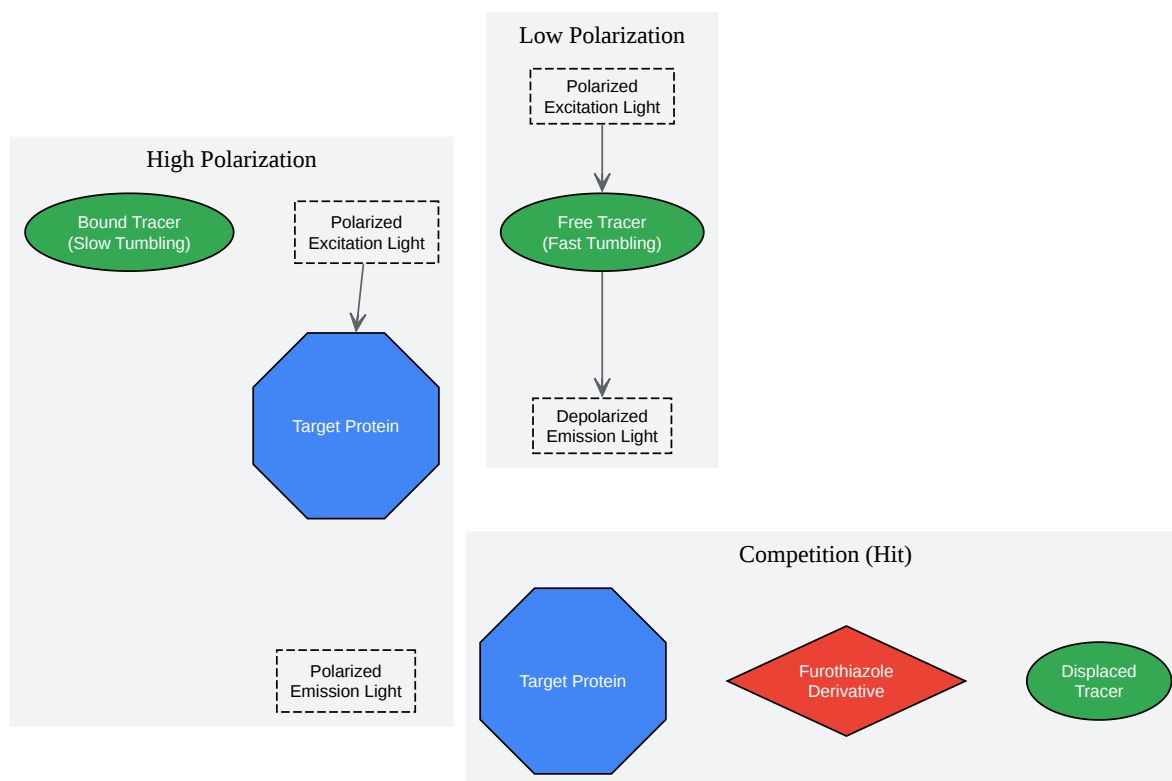 Low Polarization
Polarized
Excitation Light
Free Tracer
(Fast Tumbling)
Depolarized
Emission Light
High Polarization
Bound Tracer
(Slow Tumbling)
Polarized
Excitation Light
Target Protein
Polarized
Emission Light
Competition (Hit)
Target Protein
Furothiazole
Derivative
Displaced
Tracer